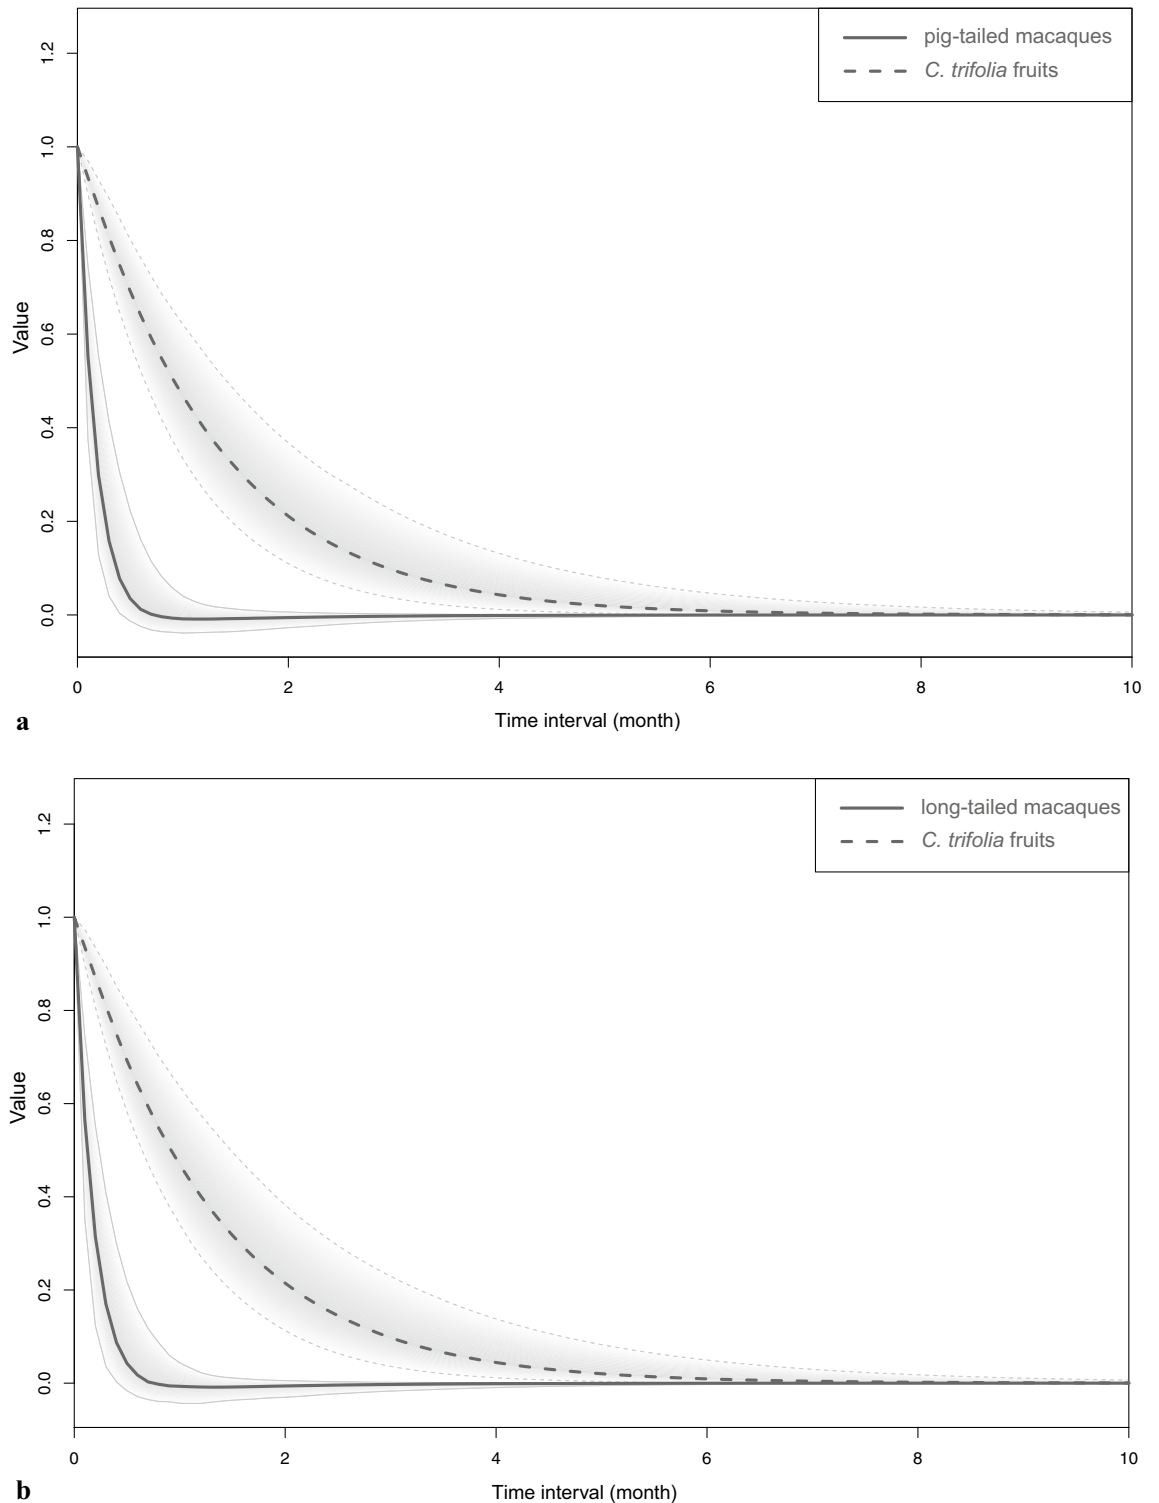 pig-tailed macaques
C. trifolia fruits
1.2
1.0
0.8
0.6
0.4
0.2
0.0
Value
0 2 4 6 8 10
Time interval (month)
a
long-tailed macaques
C. trifolia fruits
1.2
1.0
0.8
0.6
0.4
0.2
0.0
Value
0 2 4 6 8 10
Time interval (month)
b